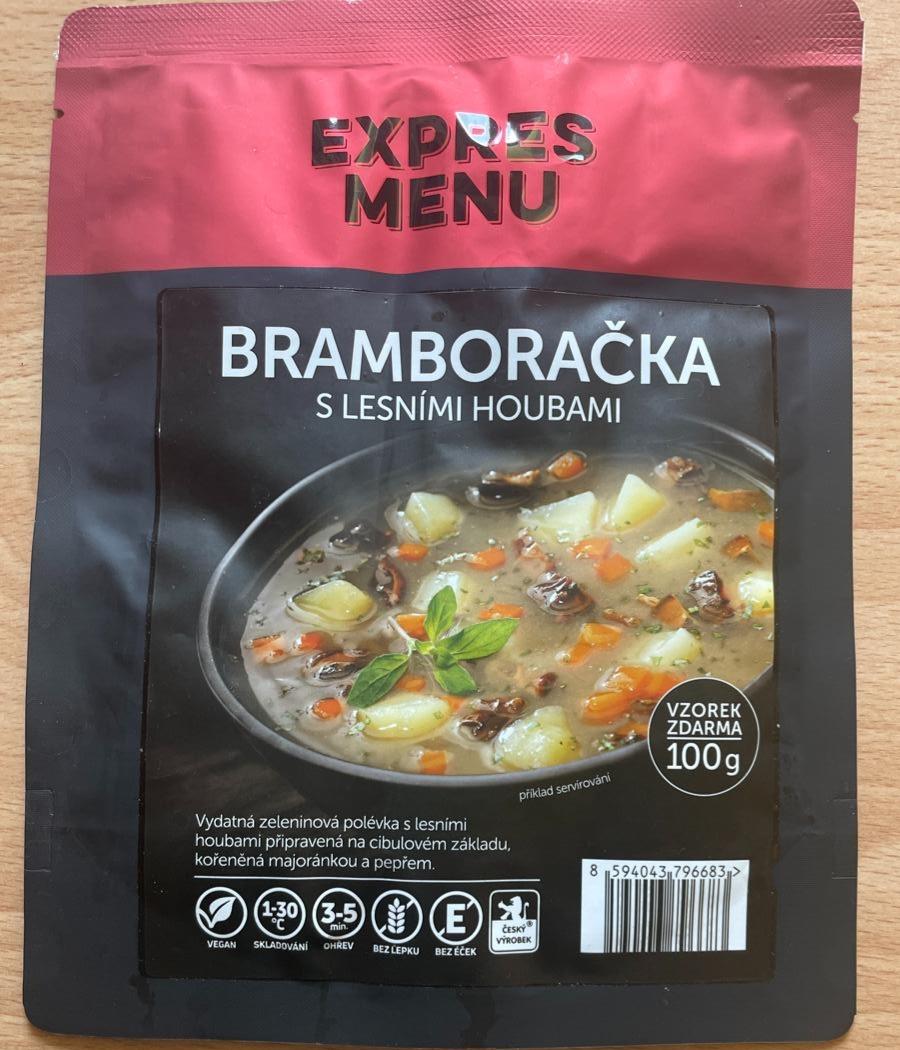 EXPRES
MENU
BRAMBORAČKA
S LESNÍMI HOUBAMI
VZOREK
ZDARMA
100g
příklad servírování
Vydatná zeleninová polévka s lesními
houbami připravená na cibulovém základu,
kořeněná majoránkou a pepřem.
8 594043 796683 >
1-30
°C
3-5
min.
E
ČESKÝ®
VÝROBEK
VEGAN
SKLADOVÁNÍ
OHŘEV
BEZ LEPKU
BEZ ÉČEK